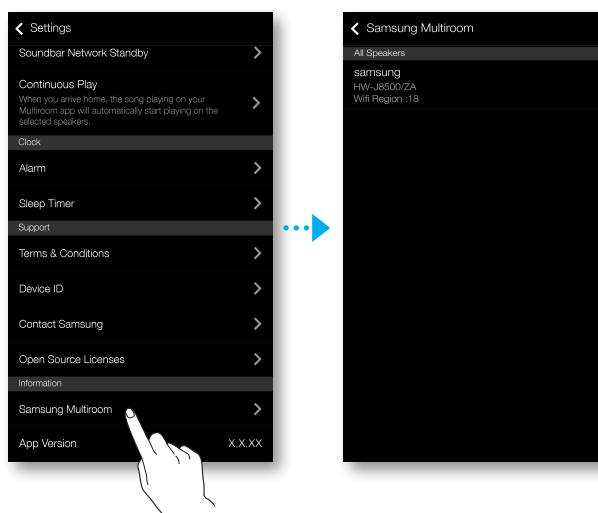 Settings
Soundbar Network Standby
Continuous Play
When you arrive home, the song playing on your
Multiroom app will automatically start playing on the
selected speakers.
Clock
Alarm
Sleep Timer
Support
Terms & Conditions
Device ID
Contact Samsung
Open Source Licenses
Information
Samsung Multiroom
App Version X.X.XX
Samsung Multiroom
All Speakers
samsung
HW-J8500/ZA
Wifi Region :18